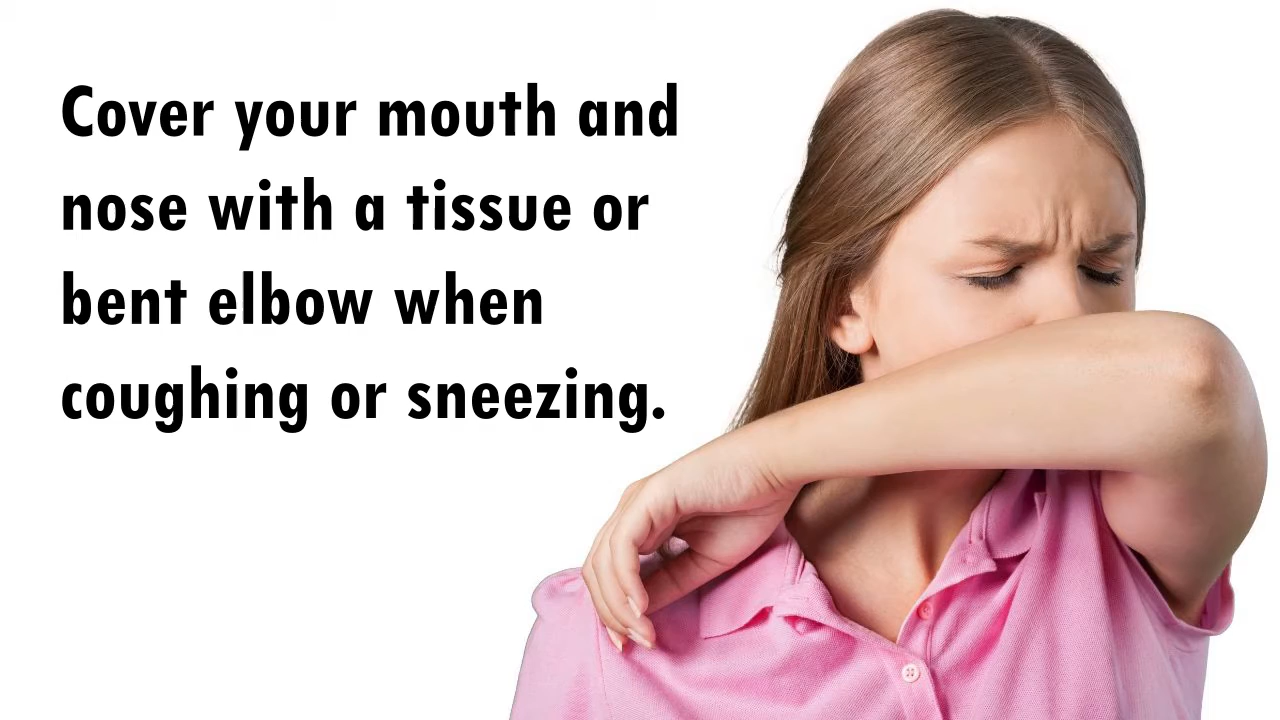 Cover your mouth and
nose with a tissue or
bent elbow when
coughing or sneezing.